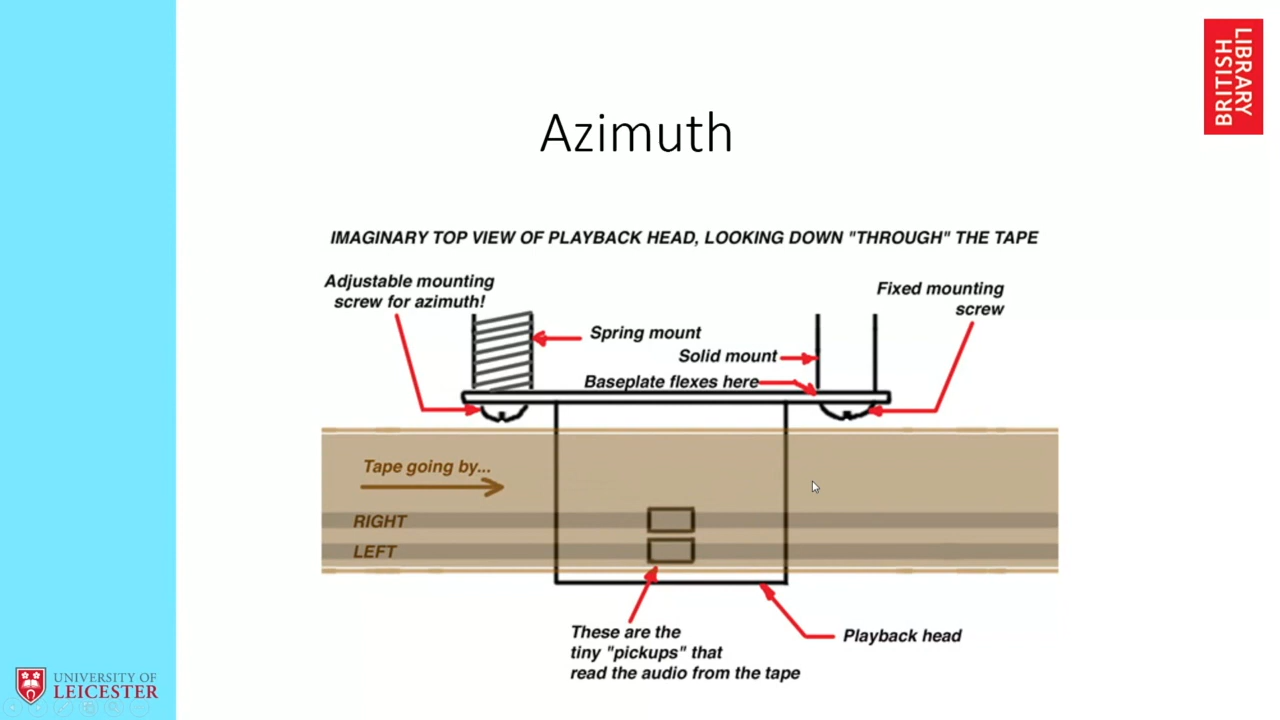 LIBRARY
BRITISH
Azimuth
IMAGINARY TOP VIEW OF PLAYBACK HEAD, LOOKING DOWN "THROUGH" THE TAPE
Adjustable mounting
screw for azimuth!
Fixed mounting
screw
Spring mount
Solid mount
Baseplate flexes here
Tape going by...
RIGHT
LEFT
These are the
tiny "pickups" that
read the audio from the tape
Playback head
UNIVERSITY OF
LEICESTER